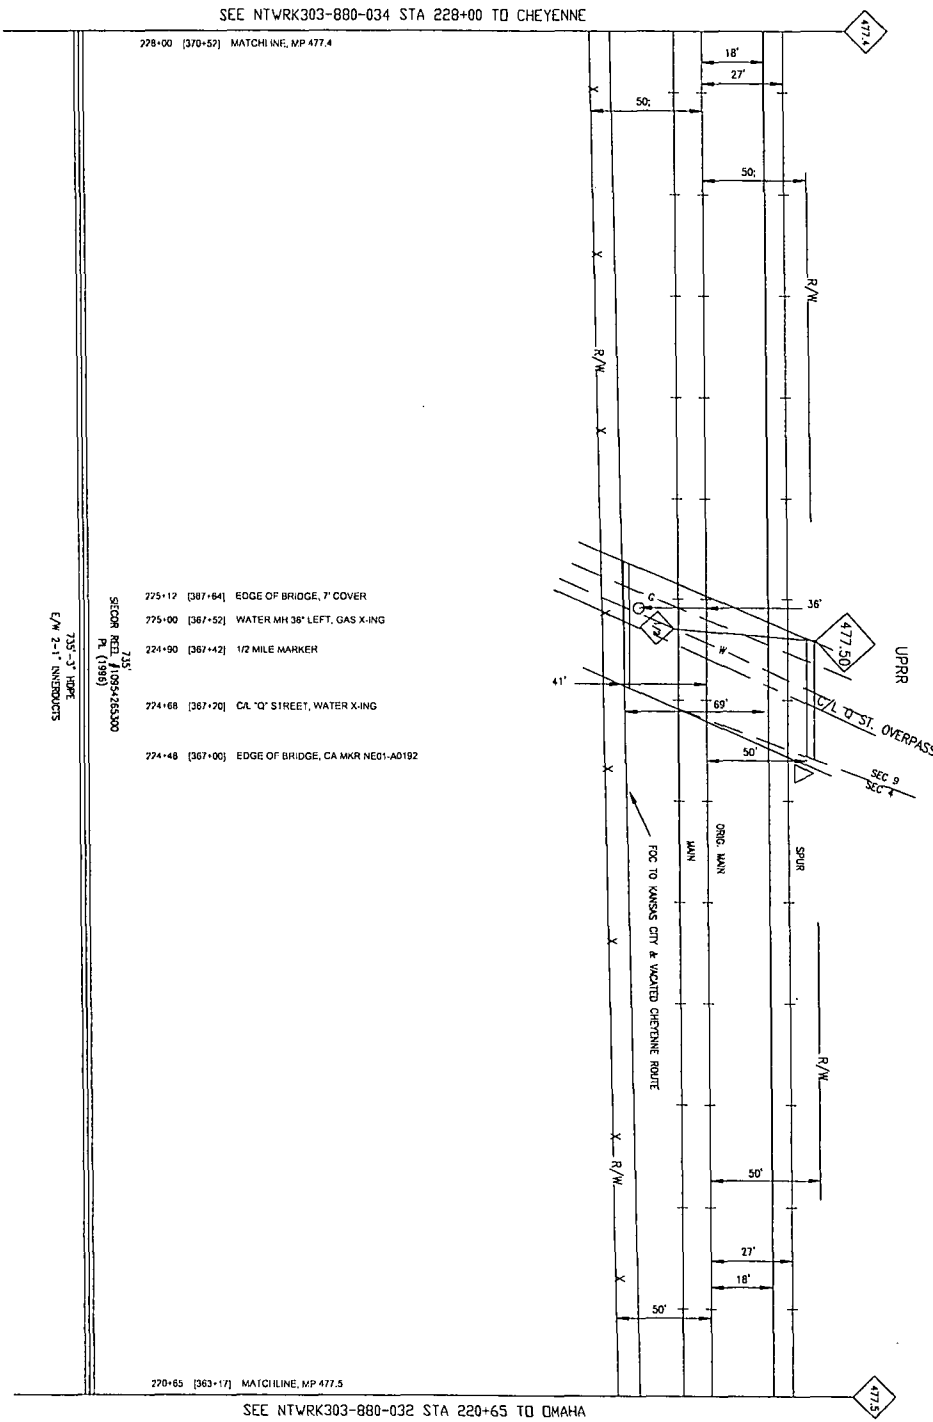 SEE NTWRK303-880-034 STA 228+00 TO CHEYENNE
477.4
228+00 [370+52] MATCHLINE, MP 477.4
18'
27'
50;
50;
R/W
R/W
225+12 [367+64] EDGE OF BRIDGE, 7' COVER
225+00 [367+52] WATER MH 36" LEFT, GAS X-ING
224+90 [367+42] 1/2 MILE MARKER
224+68 [367+20] C/L "Q" STREET, WATER X-ING
224+48 [367+00] EDGE OF BRIDGE, CA MKR NE01-A0192
G
36'
1/2
W
477.50
UPRR
41'
69'
50'
C/L Q ST. OVERPASS
SEC 9
SEC 4
735'
SECOR REEL #10954265300
PL (1996)
735'-3" HDPE
E/W 2-1" INNERDUCTS
SPUR
ORIG. MAIN
MAIN
FOC TO KANSAS CITY & VACATED CHEYENNE ROUTE
R/W
R/W
50'
27'
18'
50'
220+65 [363+17] MATCHLINE, MP 477.5
477.5
SEE NTWRK303-880-032 STA 220+65 TO OMAHA